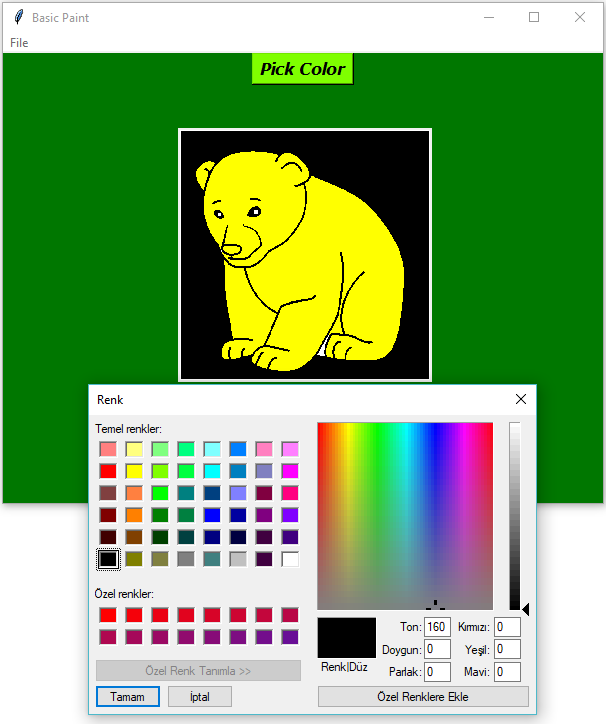 Basic Paint
File
Pick Color
Renk
Temel renkler:
Özel renkler:
Özel Renk Tanımla >>
Tamam
İptal
Renk|Düz
Ton: 160
Doygun: 0
Parlak: 0
Kırmızı: 0
Yeşil: 0
Mavi: 0
Özel Renklere Ekle